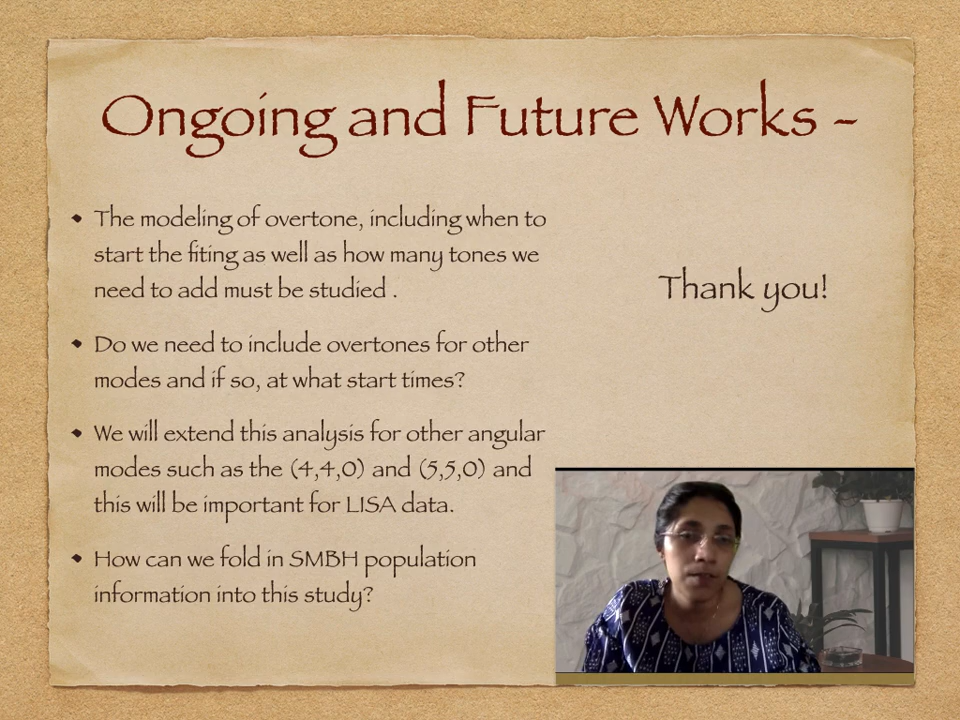 Ongoing and Future Works -
• The modeling of overtone, including when to
start the fiting as well as how many tones we
need to add must be studied .
• Do we need to include overtones for other
modes and if so, at what start times?
• We will extend this analysis for other angular
modes such as the (4,4,0) and (5,5,0) and
this will be important for LISA data.
• How can we fold in SMBH population
information into this study?
Thank you!